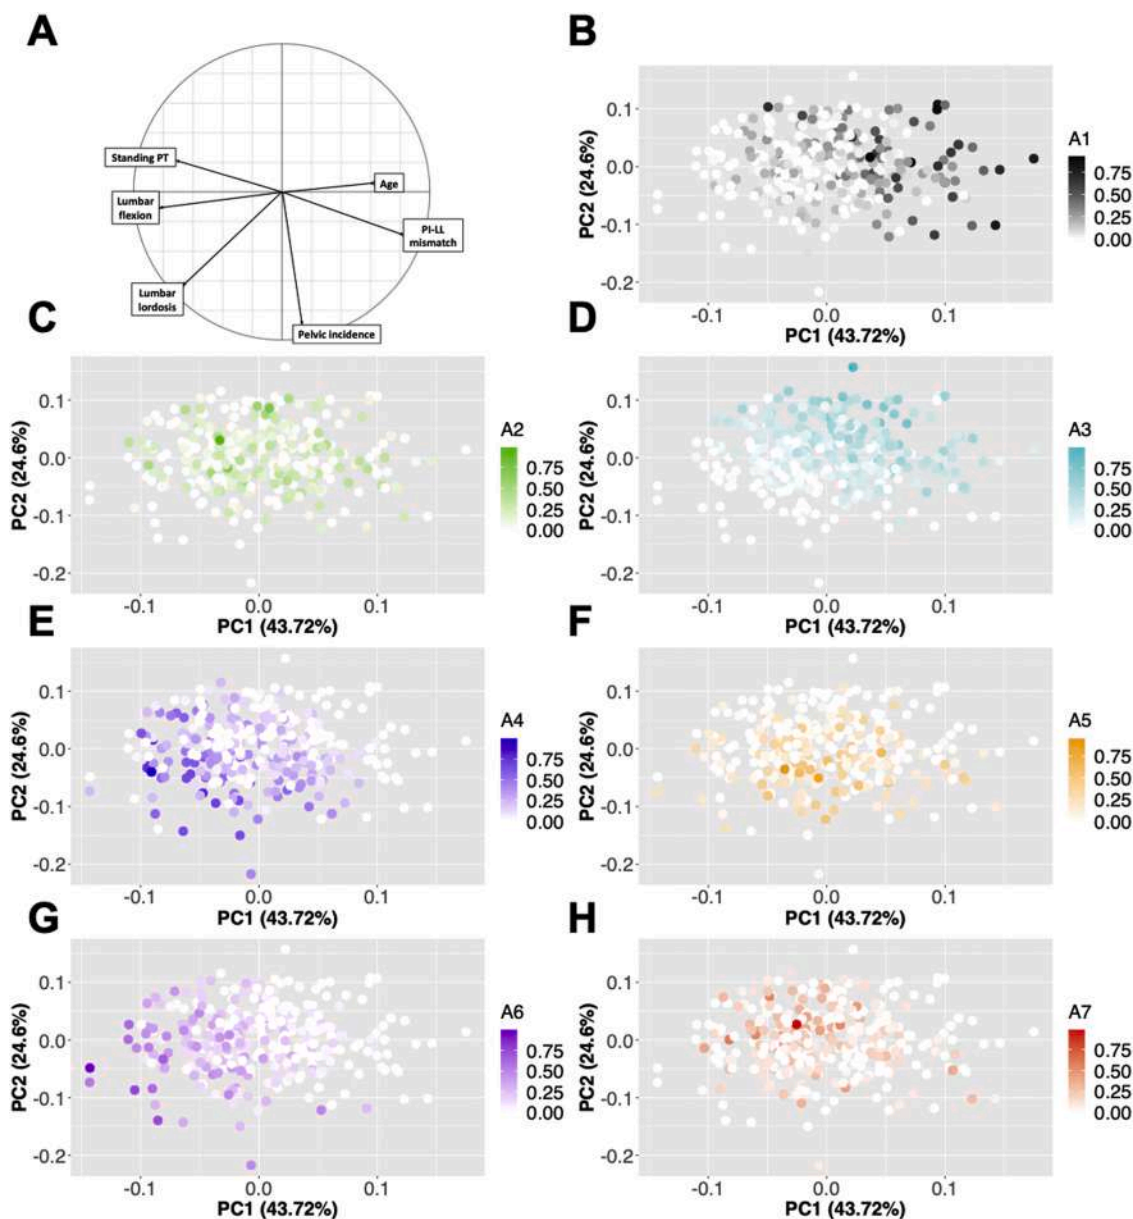 A
Standing PT
Age
Lumbar
flexion
PI-LL
mismatch
Lumbar
lordosis
Pelvic incidence
B
PC2 (24.6%)
0.1
0.0
-0.1
-0.2
-0.1
0.0
0.1
PC1 (43.72%)
A1
0.75
0.50
0.25
0.00
C
PC2 (24.6%)
0.1
0.0
-0.1
-0.2
-0.1
0.0
0.1
PC1 (43.72%)
A2
0.75
0.50
0.25
0.00
D
PC2 (24.6%)
0.1
0.0
-0.1
-0.2
-0.1
0.0
0.1
PC1 (43.72%)
A3
0.75
0.50
0.25
0.00
E
PC2 (24.6%)
0.1
0.0
-0.1
-0.2
-0.1
0.0
0.1
PC1 (43.72%)
A4
0.75
0.50
0.25
0.00
F
PC2 (24.6%)
0.1
0.0
-0.1
-0.2
-0.1
0.0
0.1
PC1 (43.72%)
A5
0.75
0.50
0.25
0.00
G
PC2 (24.6%)
0.1
0.0
-0.1
-0.2
-0.1
0.0
0.1
PC1 (43.72%)
A6
0.75
0.50
0.25
0.00
H
PC2 (24.6%)
0.1
0.0
-0.1
-0.2
-0.1
0.0
0.1
PC1 (43.72%)
A7
0.75
0.50
0.25
0.00